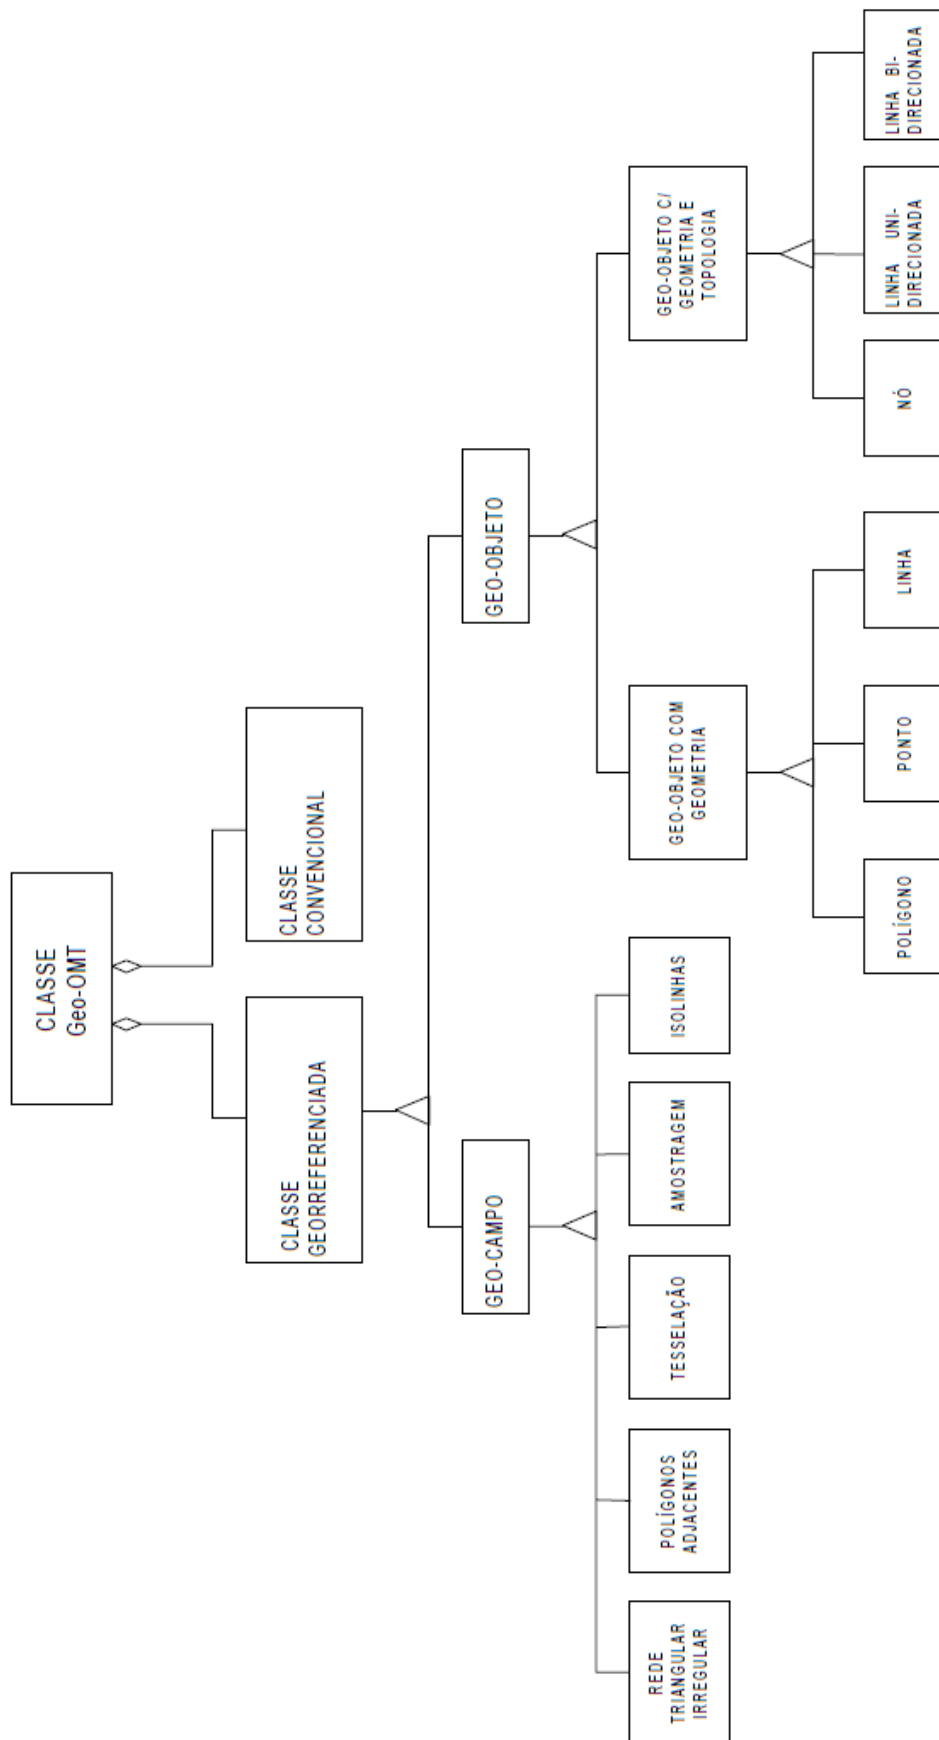 CLASSE
Geo-OMT
CLASSE
GEORREFERENCIADA
CLASSE
CONVENCIONAL
GEO-CAMPO
GEO-OBJETO
REDE
TRIANGULAR
IRREGULAR
POLÍGONOS
ADJACENTES
TESSELAÇÃO
AMOSTRAGEM
ISOLINHAS
GEO-OBJETO COM
GEOMETRIA
GEO-OBJETO C/
GEOMETRIA E
TOPOLOGIA
POLÍGONO
PONTO
LINHA
NÓ
LINHA UNI-
DIRECIONADA
LINHA BI-
DIRECIONADA